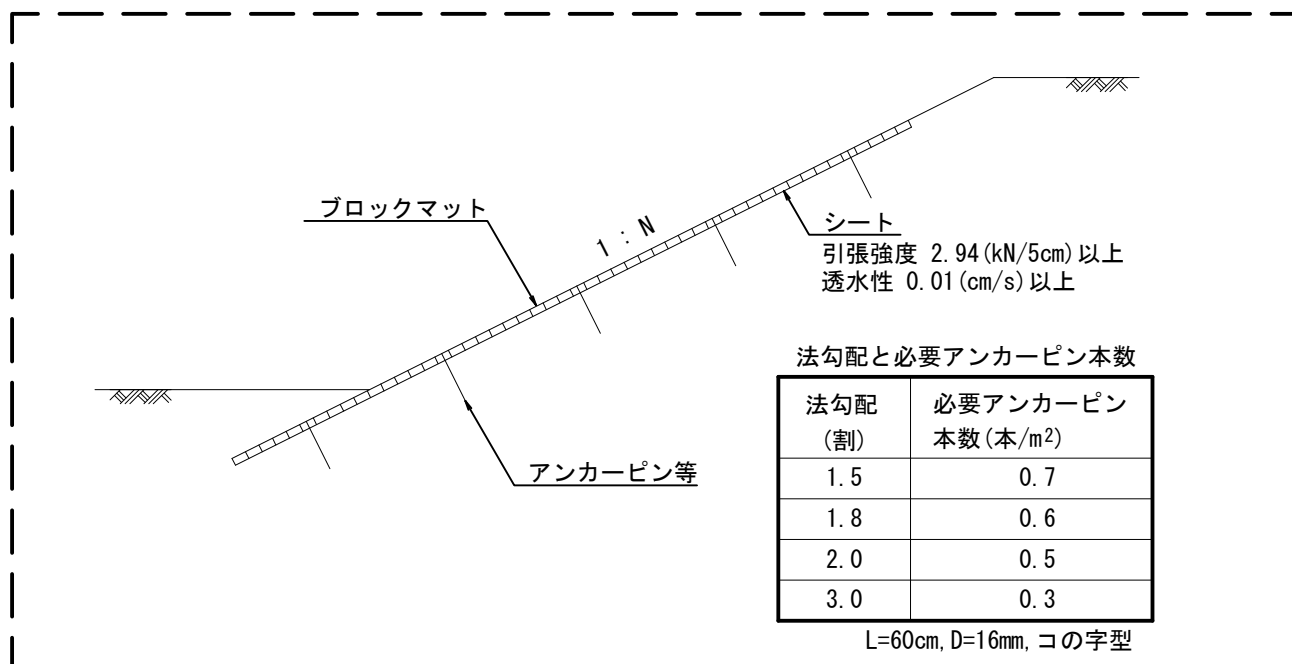 ブロックマット
1 : N
シート
引張強度 2.94(kN/5cm)以上
透水性 0.01(cm/s)以上
アンカーピン等
法勾配と必要アンカーピン本数
法勾配
(割)
必要アンカーピン
本数(本/m²)
1.5 0.7
1.8 0.6
2.0 0.5
3.0 0.3
L=60cm, D=16mm, コの字型